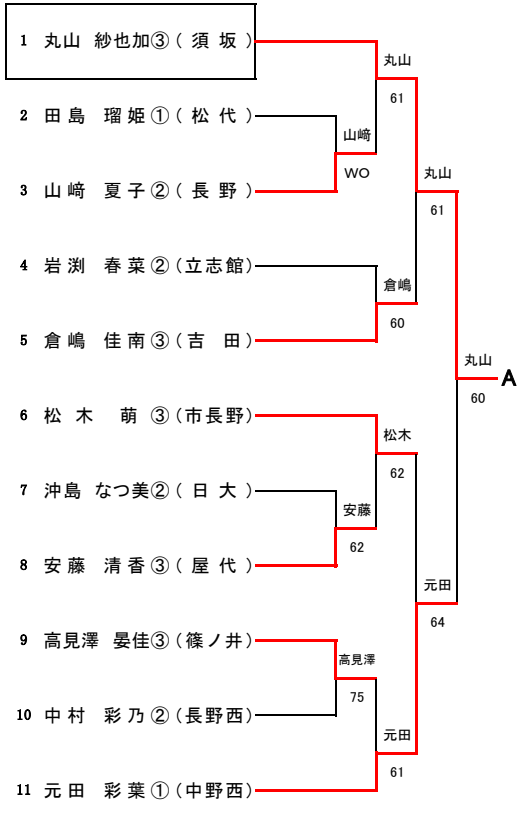 1 丸山 紗也加③ ( 須 坂 )
丸山
61
2 田 島 瑠 姫 ① ( 松 代 )
山﨑
WO
3 山 﨑 夏 子 ② ( 長 野 )
丸山
61
4 岩 渕 春 菜 ② (立志館)
倉嶋
60
5 倉 嶋 佳 南 ③ ( 吉 田 )
丸山
A
60
6 松 木 萌 ③ (市長野)
松木
62
7 沖島 なつ美② ( 日 大 )
安藤
62
8 安 藤 清 香 ③ ( 屋 代 )
元田
64
9 高見澤 晏佳③ (篠ノ井)
高見澤
75
10 中 村 彩 乃 ② (長野西)
元田
61
11 元 田 彩 葉 ① (中野西)